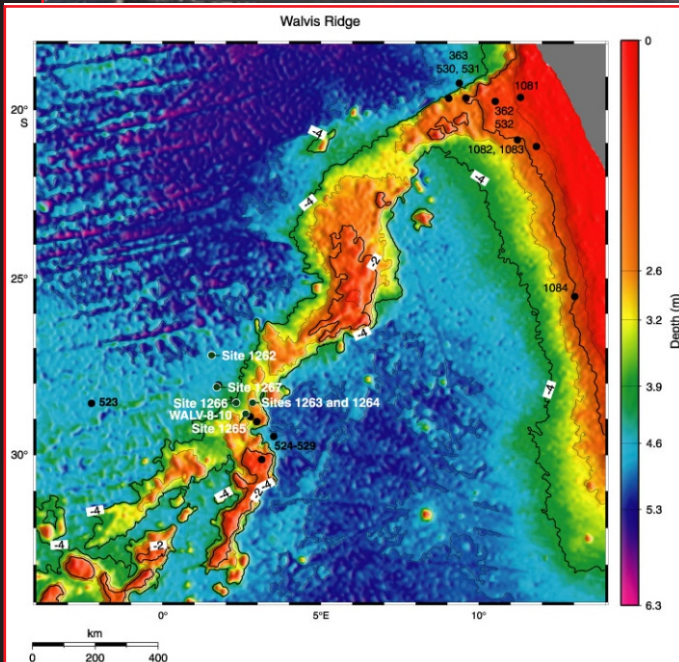 Walvis Ridge
363
530, 531
1081
362
532
1082, 1083
1084
20°
S
25°
30°
-4
-4
-4
-2
-4
-4
Site 1262
Site 1267
523
Site 1266
Sites 1263 and 1264
WALV-8-10
Site 1265
524-529
-4
-2
-4
-4
-4
-2
0°
5°E
10°
km
0 200 400
0
2.6
3.2
3.9
4.6
5.3
6.3
Depth (m)